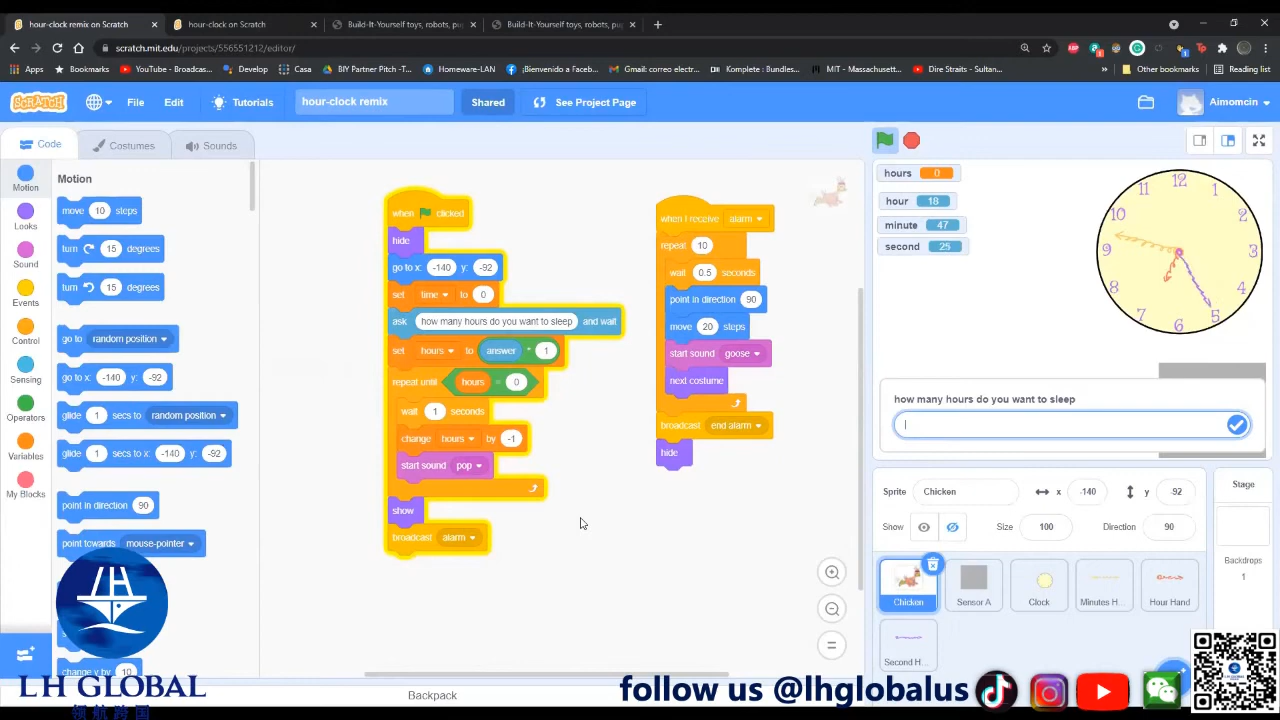 hour-clock remix on Scratch
hour-clock on Scratch
Build-It-Yourself toys, robots, pup
Build-It-Yourself toys, robots, pup
scratch.mit.edu/projects/556551212/editor/
Apps
Bookmarks
YouTube - Broadcas...
Develop
Casa
BIY Partner Pitch -T...
Homeware-LAN
¡Bienvenido a Faceb...
Gmail: correo electr...
Komplete : Bundles...
MIT - Massachusett...
Dire Straits - Sultan...
Other bookmarks
Reading list
SCRATCH
File
Edit
Tutorials
hour-clock remix
Shared
See Project Page
Aimomcin
Code
Costumes
Sounds
Motion
Looks
Sound
Events
Control
Sensing
Operators
Variables
My Blocks
Motion
move 10 steps
turn 15 degrees
turn 15 degrees
go to random position
go to x: -140 y: -92
glide 1 secs to random position
glide 1 secs to x: -140 y: -92
point in direction 90
point towards mouse-pointer
change y by 10
when clicked
hide
go to x: -140 y: -92
set time to 0
ask how many hours do you want to sleep and wait
set hours to answer * 1
repeat until hours = 0
wait 1 seconds
change hours by -1
start sound pop
show
broadcast alarm
when I receive alarm
repeat 10
wait 0.5 seconds
point in direction 90
move 20 steps
start sound goose
next costume
broadcast end alarm
hide
hours 0
hour 18
minute 47
second 25
12
1
2
3
4
5
6
7
8
9
10
11
how many hours do you want to sleep
Sprite
Chicken
x
-140
y
-92
Show
Size
100
Direction
90
Stage
Backdrops
1
Chicken
Sensor A
Clock
Minutes H...
Hour Hand
Second H...
Backpack
LH
LH GLOBAL
领航跨国
follow us @lhglobalus